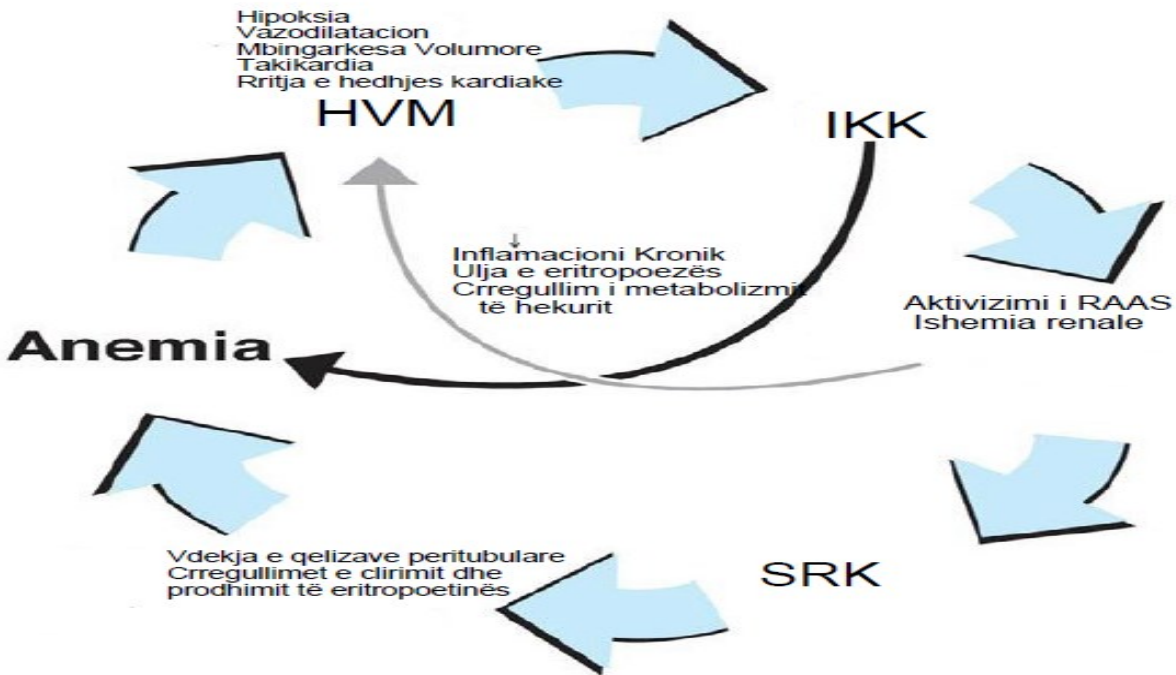 Hipoksia
Vazodilatacion
Mbingarkesa Volumore
Takikardia
Rritja e hedhjes kardiake
HVM
IKK
Inflamacioni Kronik
Ulja e eritropoezës
Crregullim i metabolizmit
të hekurit
Aktivizimi i RAAS
Ishemia renale
Anemia
Vdekja e qelizave peritubulare
Crregullimet e clirimit dhe
prodhimit të eritropoetinës
SRK